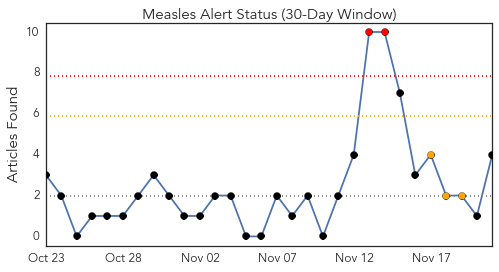 Measles Alert Status (30-Day Window)
Articles Found
10
8
6
4
2
0
Oct 23 Oct 28 Nov 02 Nov 07 Nov 12 Nov 17